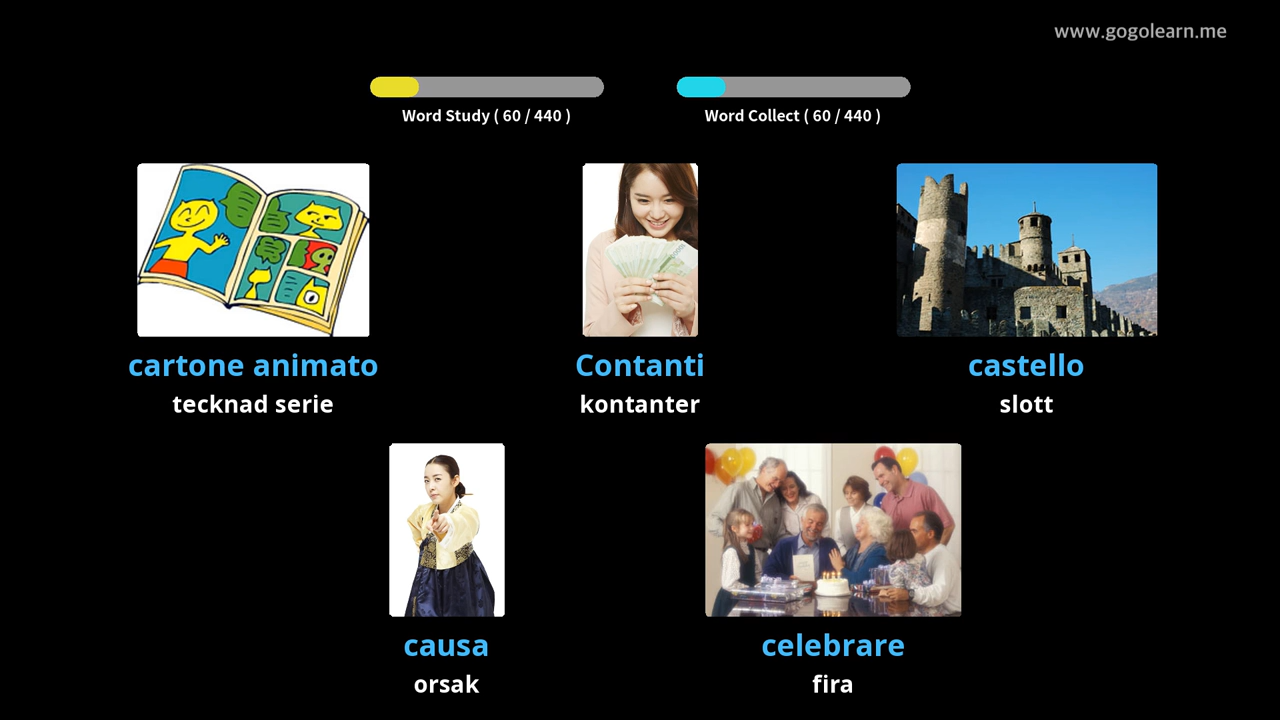 www.gogolearn.me
Word Study ( 60 / 440 )
Word Collect ( 60 / 440 )
cartone animato
tecknad serie
Contanti
kontanter
castello
slott
causa
orsak
celebrare
fira